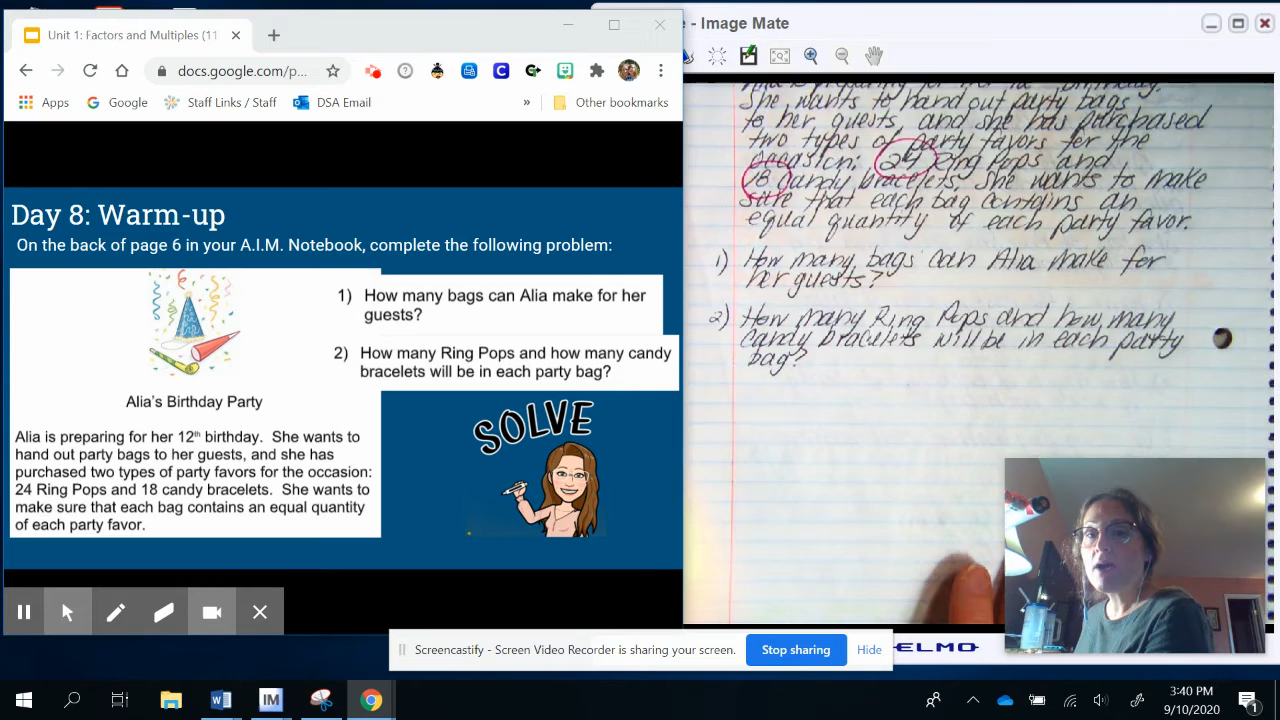 Unit 1: Factors and Multiples (11
- Image Mate
docs.google.com/p...
Apps
Google
Staff Links / Staff
DSA Email
»
Other bookmarks
Day 8: Warm-up
On the back of page 6 in your A.I.M. Notebook, complete the following problem:
1) How many bags can Alia make for her
guests?
2) How many Ring Pops and how many candy
bracelets will be in each party bag?
Alia's Birthday Party
Alia is preparing for her 12th birthday. She wants to
hand out party bags to her guests, and she has
purchased two types of party favors for the occasion:
24 Ring Pops and 18 candy bracelets. She wants to
make sure that each bag contains an equal quantity
of each party favor.
SOLVE
She wants to hand out party bags
to her guests, and she has purchased
two types of party favors for the
occasion: 24 Ring Pops and
18 candy bracelets. She wants to make
sure that each bag contains an
equal quantity of each party favor.
1) How many bags can Alia make for
her guests?
2) How many Ring Pops and how many
candy bracelets will be in each party
bag?
Screencastify - Screen Video Recorder is sharing your screen.
Stop sharing
Hide
ELMO
W
IM
3:40 PM
9/10/2020
1